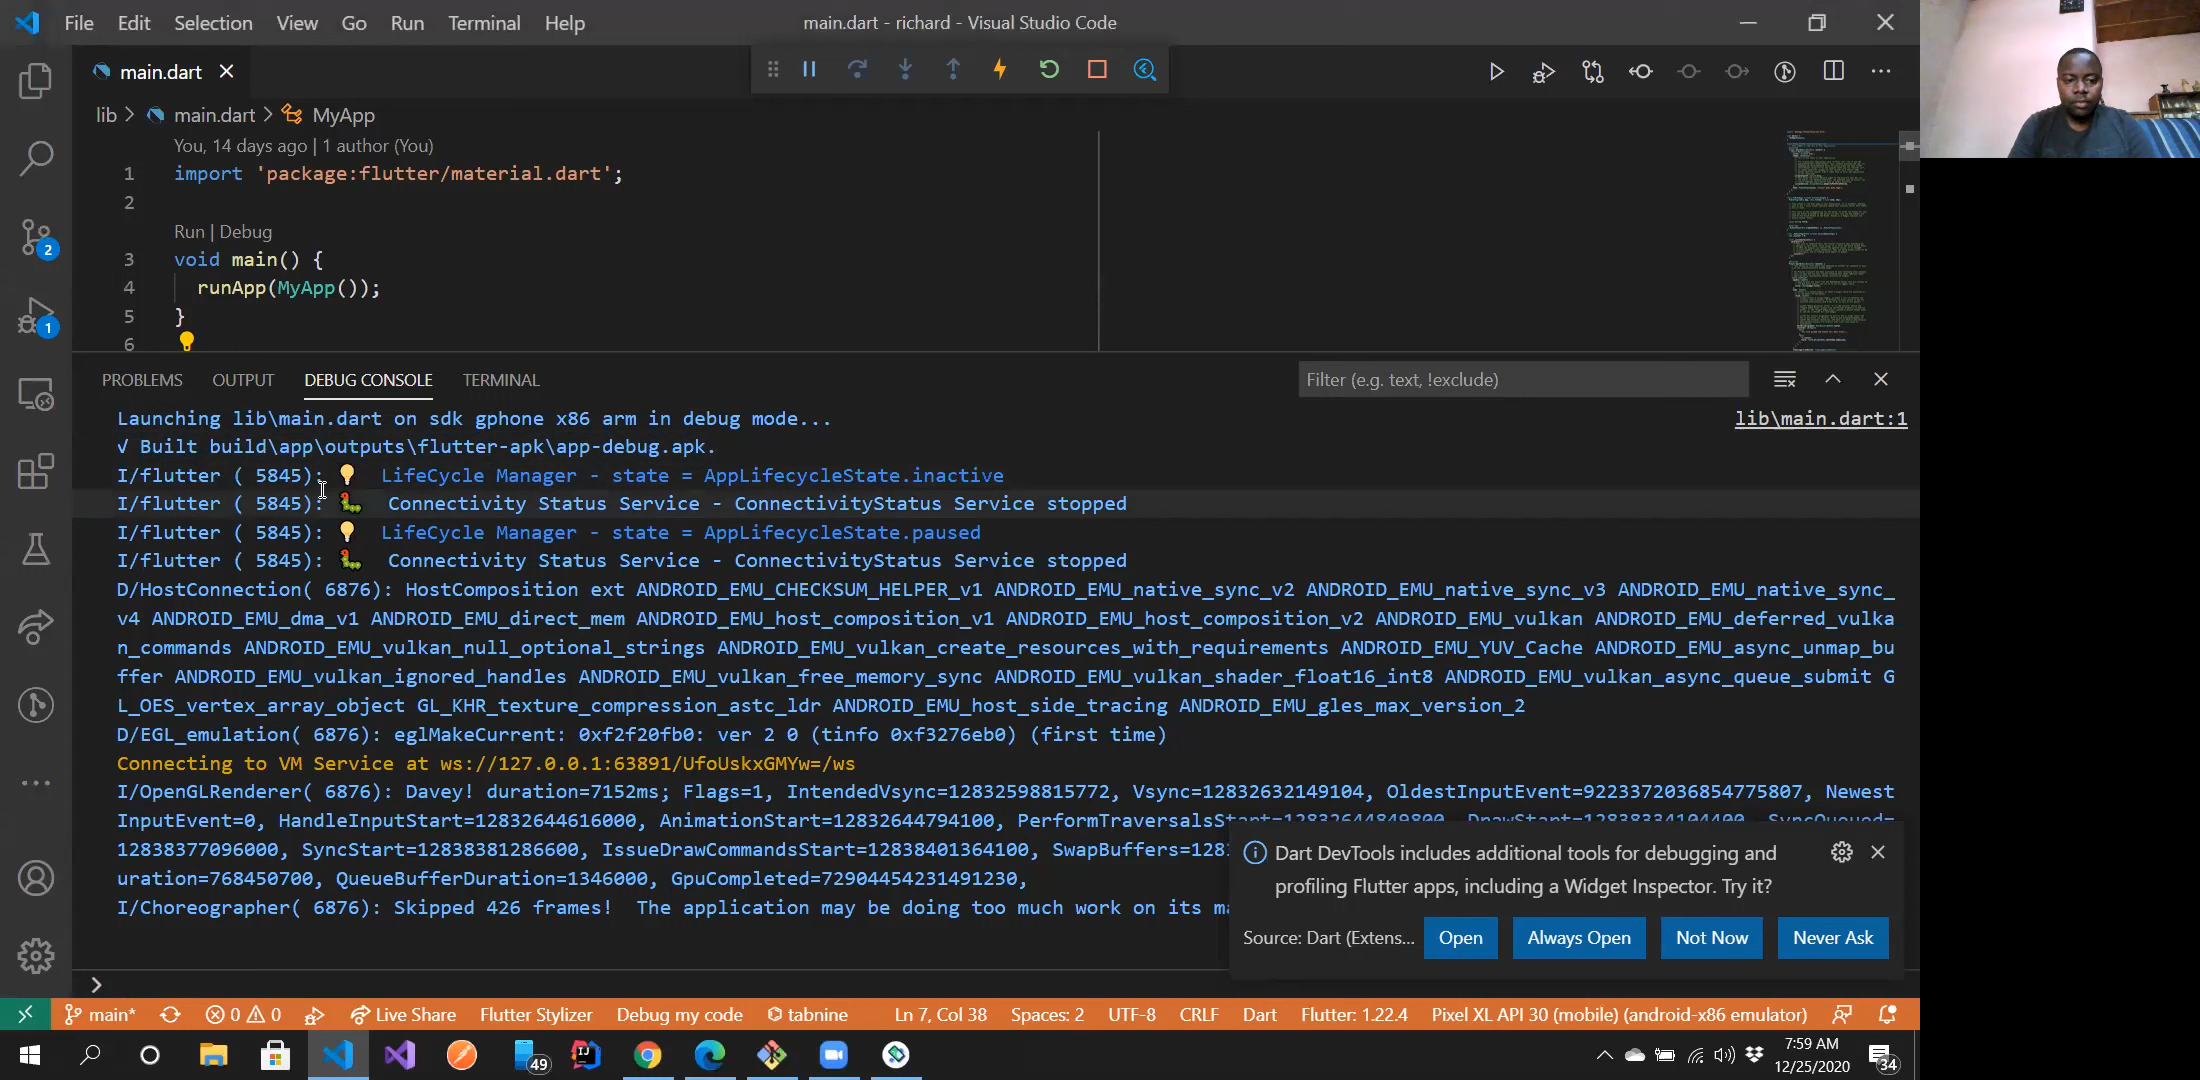 File Edit Selection View Go Run Terminal Help
main.dart - richard - Visual Studio Code
main.dart
lib > main.dart > MyApp
You, 14 days ago | 1 author (You)
1 import 'package:flutter/material.dart';
2
Run | Debug
3 void main() {
4 runApp(MyApp());
5 }
6
2
1
PROBLEMS OUTPUT DEBUG CONSOLE TERMINAL
Filter (e.g. text, !exclude)
Launching lib\main.dart on sdk gphone x86 arm in debug mode...
lib\main.dart:1
√ Built build\app\outputs\flutter-apk\app-debug.apk.
I/flutter ( 5845): 💡 LifeCycle Manager - state = AppLifecycleState.inactive
I/flutter ( 5845): 🐛 Connectivity Status Service - ConnectivityStatus Service stopped
I/flutter ( 5845): 💡 LifeCycle Manager - state = AppLifecycleState.paused
I/flutter ( 5845): 🐛 Connectivity Status Service - ConnectivityStatus Service stopped
D/HostConnection( 6876): HostComposition ext ANDROID_EMU_CHECKSUM_HELPER_v1 ANDROID_EMU_native_sync_v2 ANDROID_EMU_native_sync_v3 ANDROID_EMU_native_sync_
v4 ANDROID_EMU_dma_v1 ANDROID_EMU_direct_mem ANDROID_EMU_host_composition_v1 ANDROID_EMU_host_composition_v2 ANDROID_EMU_vulkan ANDROID_EMU_deferred_vulka
n_commands ANDROID_EMU_vulkan_null_optional_strings ANDROID_EMU_vulkan_create_resources_with_requirements ANDROID_EMU_YUV_Cache ANDROID_EMU_async_unmap_bu
ffer ANDROID_EMU_vulkan_ignored_handles ANDROID_EMU_vulkan_free_memory_sync ANDROID_EMU_vulkan_shader_float16_int8 ANDROID_EMU_vulkan_async_queue_submit G
L_OES_vertex_array_object GL_KHR_texture_compression_astc_ldr ANDROID_EMU_host_side_tracing ANDROID_EMU_gles_max_version_2
D/EGL_emulation( 6876): eglMakeCurrent: 0xf2f20fb0: ver 2 0 (tinfo 0xf3276eb0) (first time)
Connecting to VM Service at ws://127.0.0.1:63891/UfoUskxGMYw=/ws
I/OpenGLRenderer( 6876): Davey! duration=7152ms; Flags=1, IntendedVsync=12832598815772, Vsync=12832632149104, OldestInputEvent=9223372036854775807, Newest
InputEvent=0, HandleInputStart=12832644616000, AnimationStart=12832644794100, PerformTraversalsStart=12832644849800, DrawStart=12838334104400, SyncQueued=
12838377096000, SyncStart=12838381286600, IssueDrawCommandsStart=12838401364100, SwapBuffers=128
uration=768450700, QueueBufferDuration=1346000, GpuCompleted=72904454231491230,
I/Choreographer( 6876): Skipped 426 frames! The application may be doing too much work on its ma
Dart DevTools includes additional tools for debugging and
profiling Flutter apps, including a Widget Inspector. Try it?
Source: Dart (Extens... Open Always Open Not Now Never Ask
main* 0 0 Live Share Flutter Stylizer Debug my code tabnine Ln 7, Col 38 Spaces: 2 UTF-8 CRLF Dart Flutter: 1.22.4 Pixel XL API 30 (mobile) (android-x86 emulator)
49
7:59 AM
12/25/2020
34